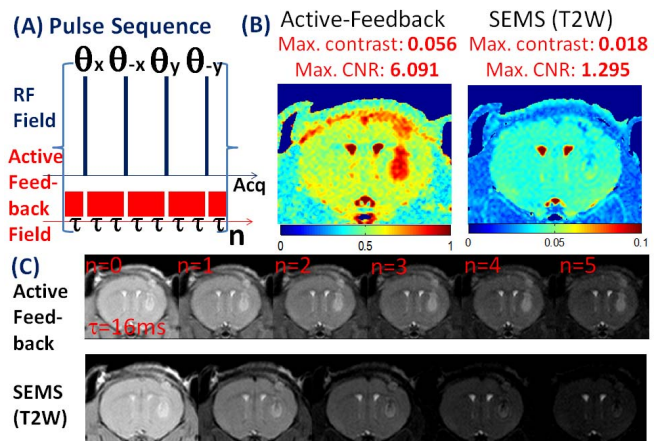 (A) Pulse Sequence
θx θ-x θy θ-y
RF
Field
Active
Feed-
back
Field
Acq
τ τ τ τ τ τ τ τ
n
(B)
Active-Feedback
Max. contrast: 0.056
Max. CNR: 6.091
0 0.5 1
SEMS (T2W)
Max. contrast: 0.018
Max. CNR: 1.295
0 0.05 0.1
(C)
Active
Feed-
back
n=0 n=1 n=2 n=3 n=4 n=5
τ=16ms
SEMS
(T2W)